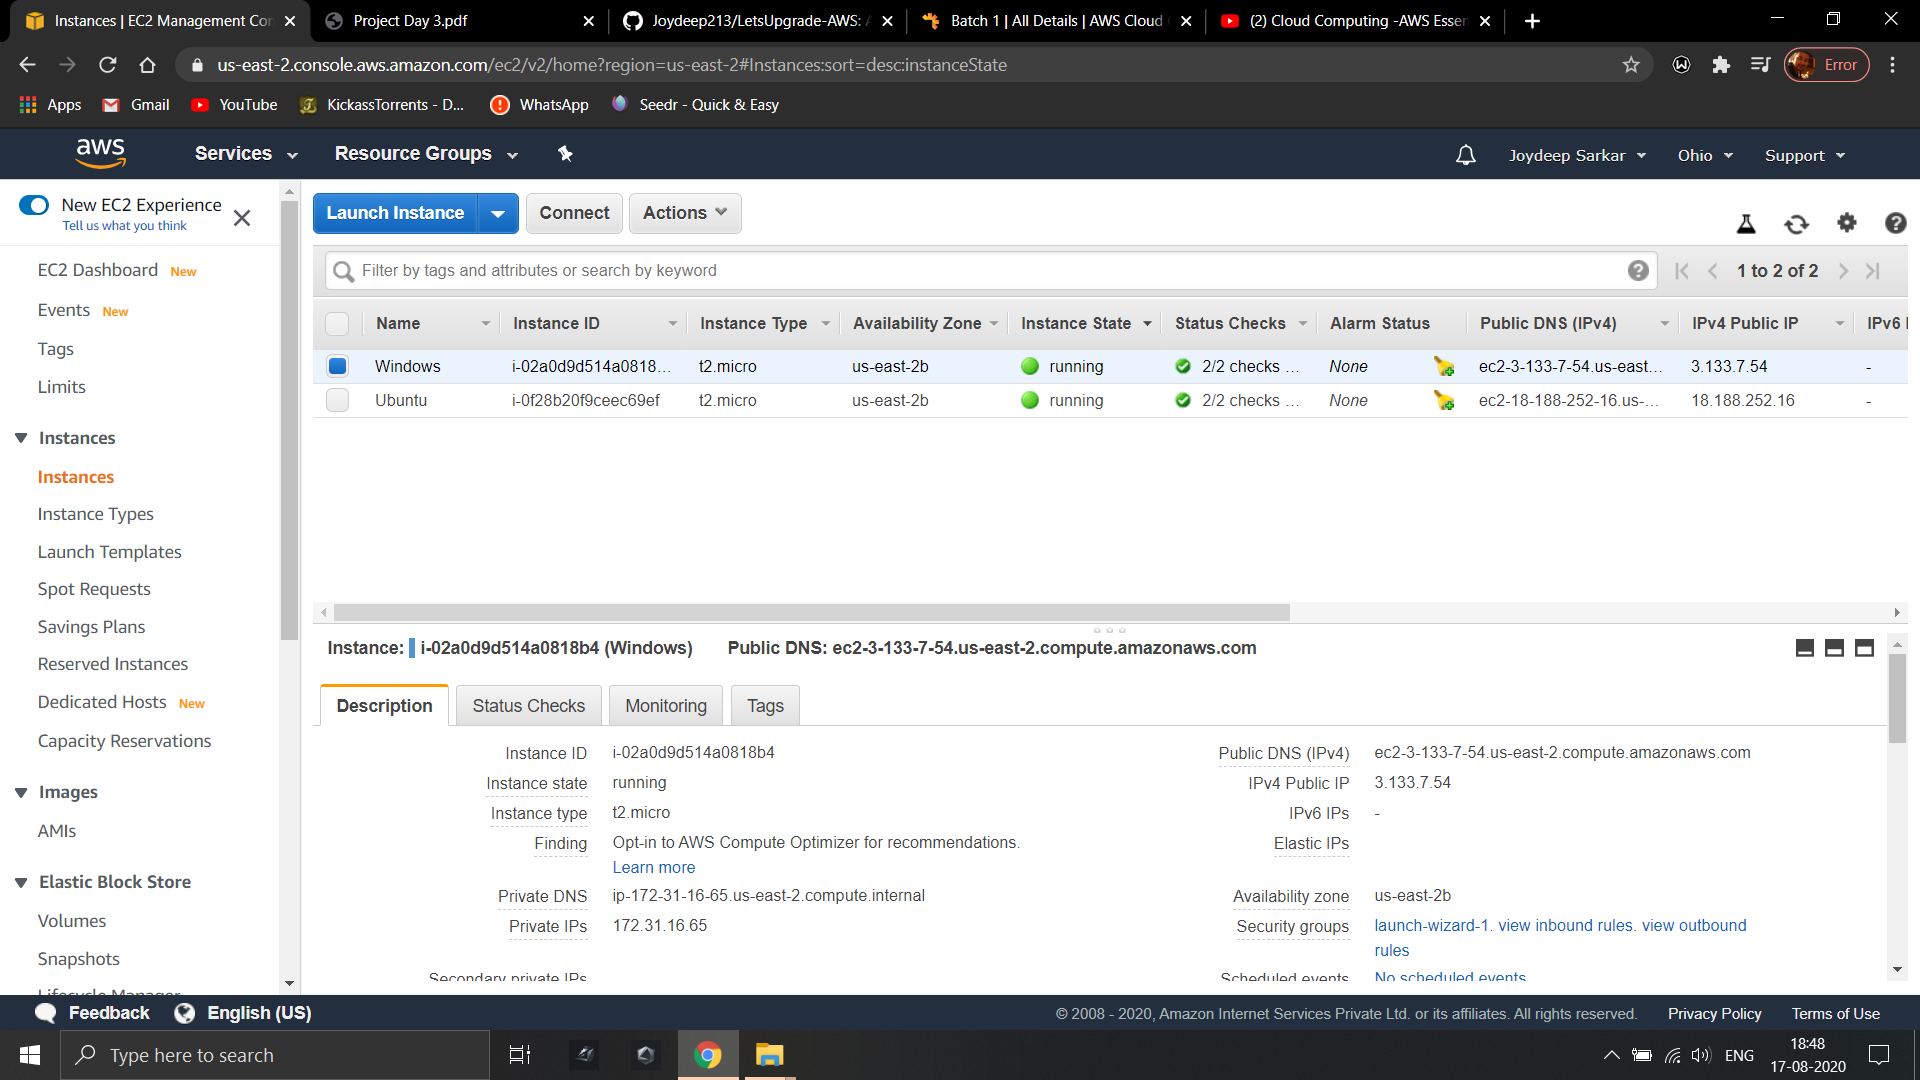 Instances | EC2 Management Con
Project Day 3.pdf
Joydeep213/LetsUpgrade-AWS: A
Batch 1 | All Details | AWS Cloud
(2) Cloud Computing -AWS Essen
us-east-2.console.aws.amazon.com/ec2/v2/home?region=us-east-2#Instances:sort=desc:instanceState
Error
Apps
Gmail
YouTube
KickassTorrents - D...
WhatsApp
Seedr - Quick & Easy
aws
Services
Resource Groups
Joydeep Sarkar
Ohio
Support
New EC2 Experience
Tell us what you think
EC2 Dashboard New
Events New
Tags
Limits
Instances
Instances
Instance Types
Launch Templates
Spot Requests
Savings Plans
Reserved Instances
Dedicated Hosts New
Capacity Reservations
Images
AMIs
Elastic Block Store
Volumes
Snapshots
Lifecycle Manager
Launch Instance
Connect
Actions
Filter by tags and attributes or search by keyword
1 to 2 of 2
Name Instance ID Instance Type Availability Zone Instance State Status Checks Alarm Status Public DNS (IPv4) IPv4 Public IP IPv6 I
Windows i-02a0d9d514a0818... t2.micro us-east-2b running 2/2 checks ... None ec2-3-133-7-54.us-east... 3.133.7.54 -
Ubuntu i-0f28b20f9ceec69ef t2.micro us-east-2b running 2/2 checks ... None ec2-18-188-252-16.us-... 18.188.252.16 -
Instance: i-02a0d9d514a0818b4 (Windows) Public DNS: ec2-3-133-7-54.us-east-2.compute.amazonaws.com
Description
Status Checks
Monitoring
Tags
Instance ID i-02a0d9d514a0818b4
Instance state running
Instance type t2.micro
Finding Opt-in to AWS Compute Optimizer for recommendations.
Learn more
Private DNS ip-172-31-16-65.us-east-2.compute.internal
Private IPs 172.31.16.65
Secondary private IPs
Public DNS (IPv4) ec2-3-133-7-54.us-east-2.compute.amazonaws.com
IPv4 Public IP 3.133.7.54
IPv6 IPs -
Elastic IPs
Availability zone us-east-2b
Security groups launch-wizard-1. view inbound rules. view outbound
rules
Scheduled events No scheduled events
Feedback
English (US)
© 2008 - 2020, Amazon Internet Services Private Ltd. or its affiliates. All rights reserved.
Privacy Policy
Terms of Use
Type here to search
ENG
18:48
17-08-2020